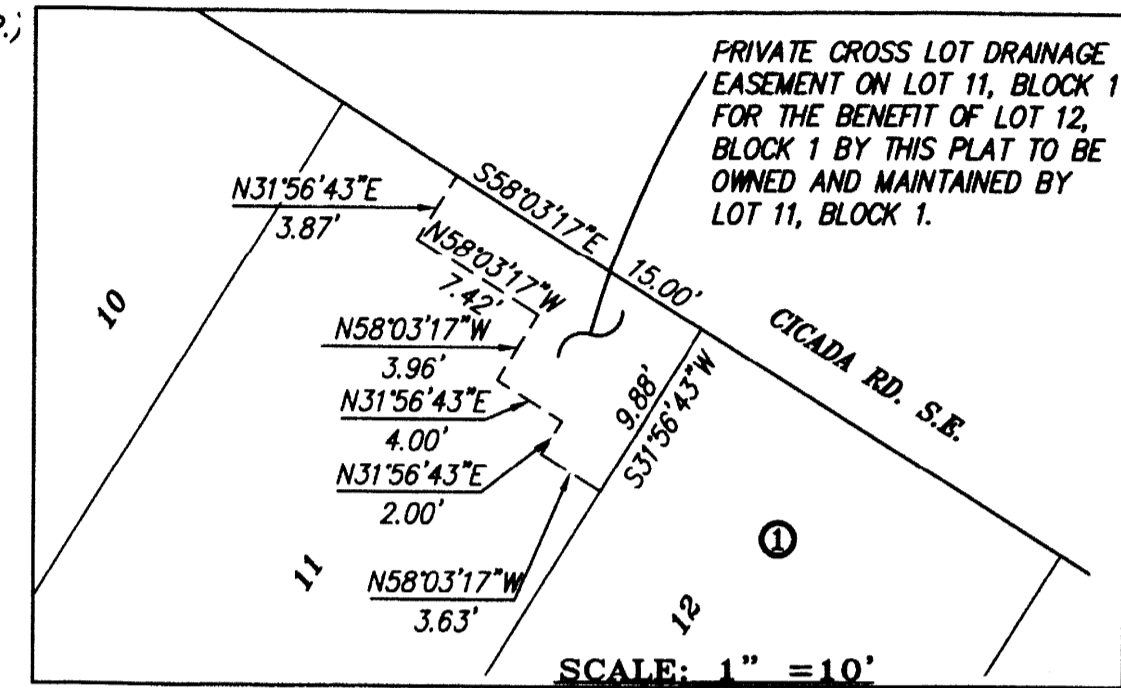 P.)
PRIVATE CROSS LOT DRAINAGE
EASEMENT ON LOT 11, BLOCK 1
FOR THE BENEFIT OF LOT 12,
BLOCK 1 BY THIS PLAT TO BE
OWNED AND MAINTAINED BY
LOT 11, BLOCK 1.
N31°56'43"E
3.87'
S58°03'17"E
15.00'
N58°03'17"W
7.42'
10
CICADA RD. S.E.
N58°03'17"W
3.96'
N31°56'43"E
4.00'
9.88'
S31°56'43"W
N31°56'43"E
2.00'
1
11
N58°03'17"W
3.63'
12
SCALE: 1" =10'